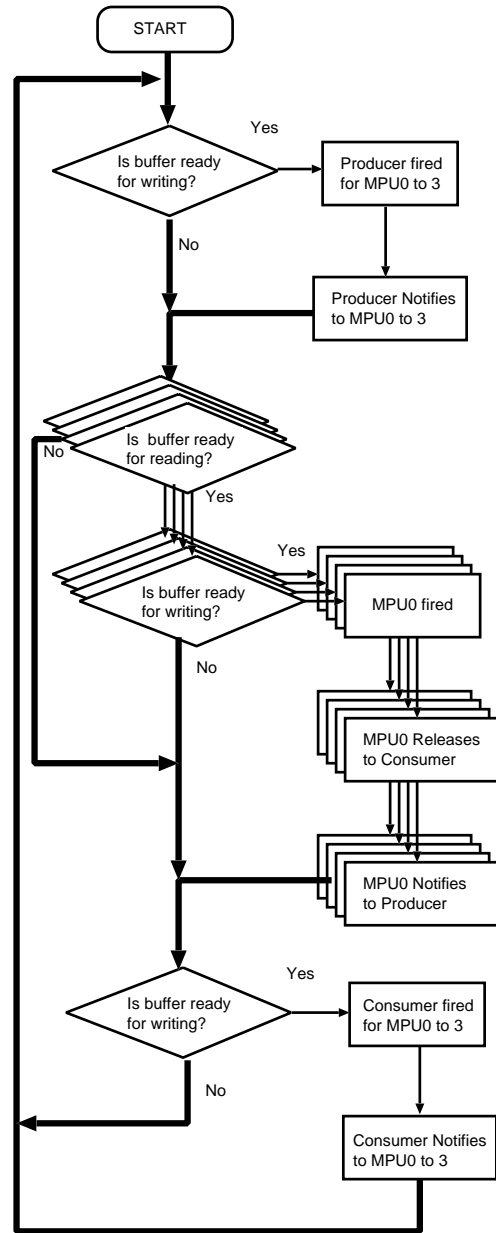 START
Yes
Is buffer ready
for writing?
Producer fired
for MPU0 to 3
No
Producer Notifies
to MPU0 to 3
Is buffer ready
for reading?
No
Yes
Yes
Is buffer ready
for writing?
MPU0 fired
No
MPU0 Releases
to Consumer
MPU0 Notifies
to Producer
Yes
Is buffer ready
for writing?
Consumer fired
for MPU0 to 3
No
Consumer Notifies
to MPU0 to 3